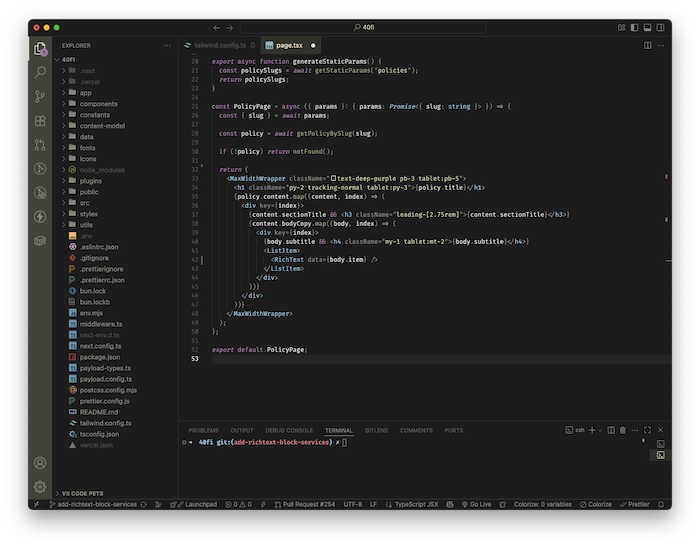 40fi
EXPLORER
tailwind.config.ts
page.tsx
40FI
.next
.vercel
app
components
constants
content-model
data
fonts
icons
node_modules
plugins
public
src
styles
utils
.env
.eslintrc.json
.gitignore
.prettierignore
.prettierrc.json
bun.lock
bun.lockb
env.mjs
middleware.ts
next-env.d.ts
next.config.ts
package.json
payload-types.ts
payload.config.ts
postcss.config.mjs
prettier.config.js
README.md
tailwind.config.ts
tsconfig.json
vercel.json
VS CODE PETS
20 export async function generateStaticParams() {
21 const policySlugs = await getStaticParams("policies");
22 return policySlugs;
23 }
24
25 const PolicyPage = async ({ params }: { params: Promise<{ slug: string }> }) => {
26 const { slug } = await params;
27
28 const policy = await getPolicyBySlug(slug);
29
30 if (!policy) return notFound();
31
32 return (
33 <MaxWidthWrapper className="text-deep-purple pb-3 tablet:pb-5">
34 <h1 className="py-2 tracking-normal tablet:py-3">{policy.title}</h1>
35 {policy.content.map((content, index) => (
36 <div key={index}>
37 {content.sectionTitle && <h3 className="leading-[2.75rem]">{content.sectionTitle}</h3>}
38 {content.bodyCopy.map((body, index) => (
39 <div key={index}>
40 {body.subtitle && <h4 className="my-1 tablet:mt-2">{body.subtitle}</h4>}
41 <ListItem>
42 <RichText data={body.item} />
43 </ListItem>
44 </div>
45 ))}
46 </div>
47 ))}
48 </MaxWidthWrapper>
49 );
50 };
51
52 export default PolicyPage;
53
PROBLEMS OUTPUT DEBUG CONSOLE TERMINAL GITLENS COMMENTS PORTS
zsh
40fi git:(add-richtext-block-services) ✗
add-richtext-block-services Launchpad 0 0 Pull Request #254 UTF-8 LF TypeScript JSX Go Live Colorize: 0 variables Colorize Prettier